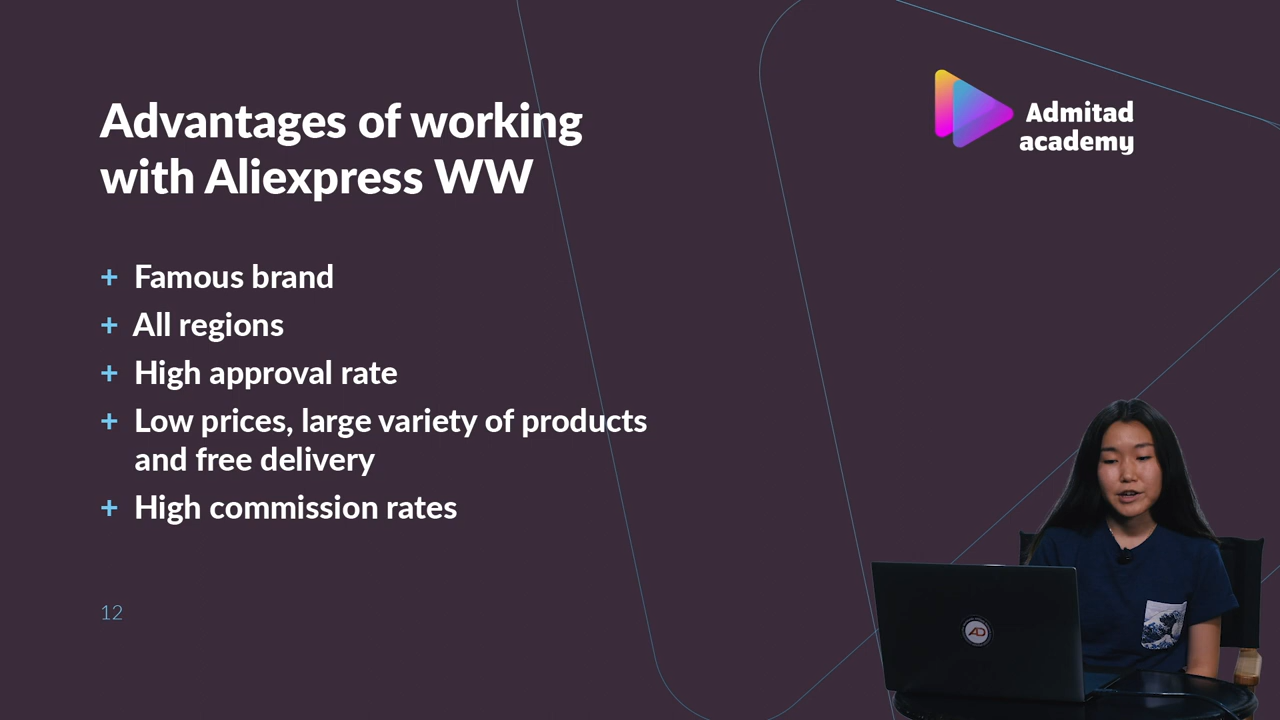 Advantages of working
with Aliexpress WW
Admitad
academy
+ Famous brand
+ All regions
+ High approval rate
+ Low prices, large variety of products
and free delivery
+ High commission rates
12
AD